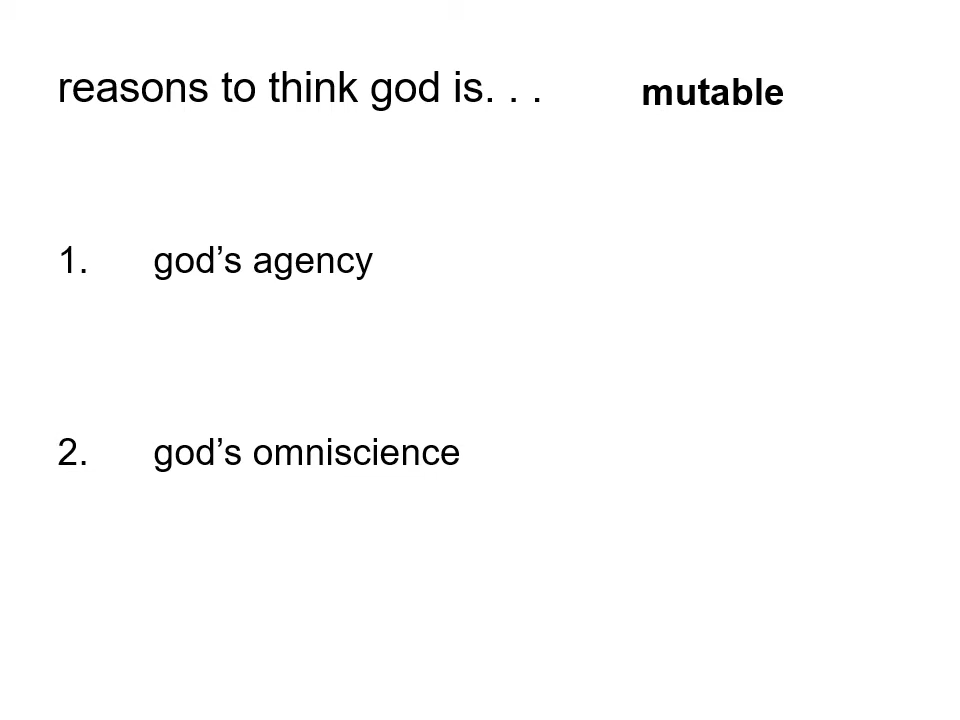 reasons to think god is. . . mutable
1. god’s agency
2. god’s omniscience